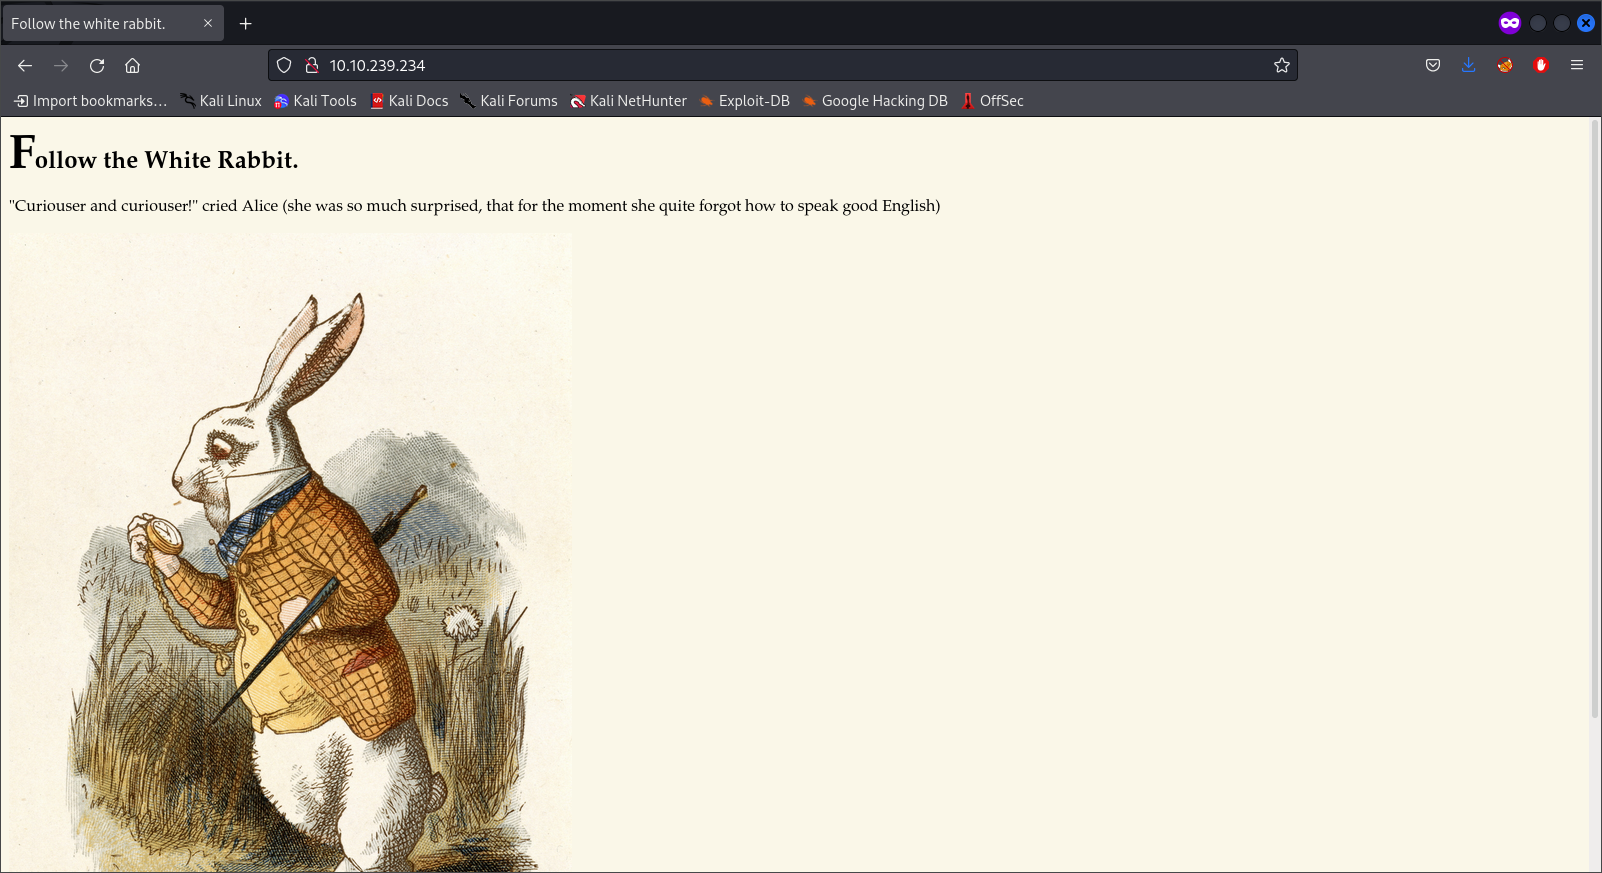 Follow the white rabbit.
10.10.239.234
Import bookmarks... Kali Linux Kali Tools Kali Docs Kali Forums Kali NetHunter Exploit-DB Google Hacking DB OffSec
Follow the White Rabbit.
"Curiouser and curiouser!" cried Alice (she was so much surprised, that for the moment she quite forgot how to speak good English)